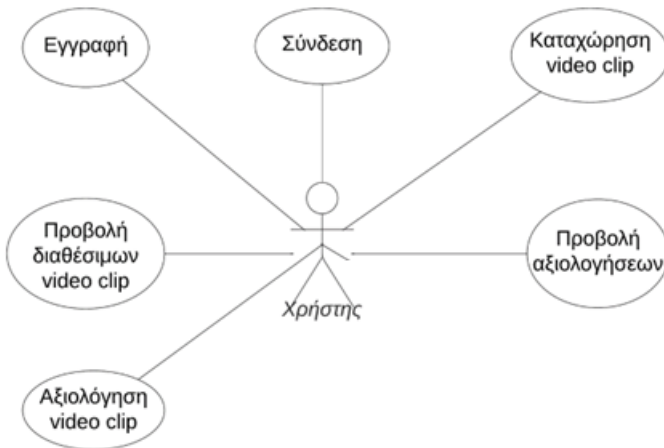 Εγγραφή
Σύνδεση
Καταχώρηση
video clip
Προβολή
διαθέσιμων
video clip
Προβολή
αξιολογήσεων
Χρήστης
Αξιολόγηση
video clip